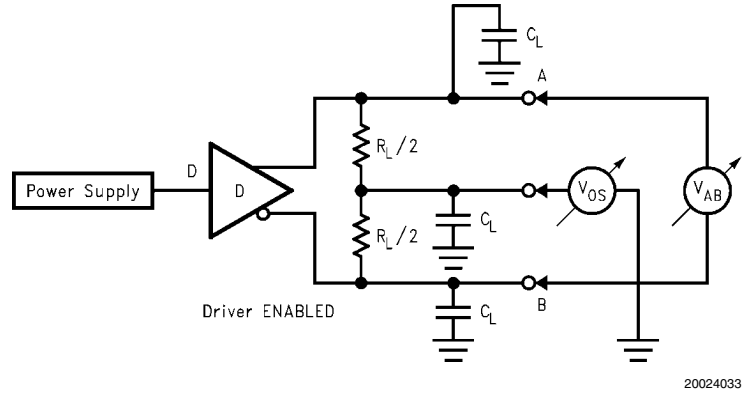 C_L
A
D
R_L/2
Power Supply
D
V_OS
V_AB
C_L
R_L/2
Driver ENABLED
C_L
B
20024033